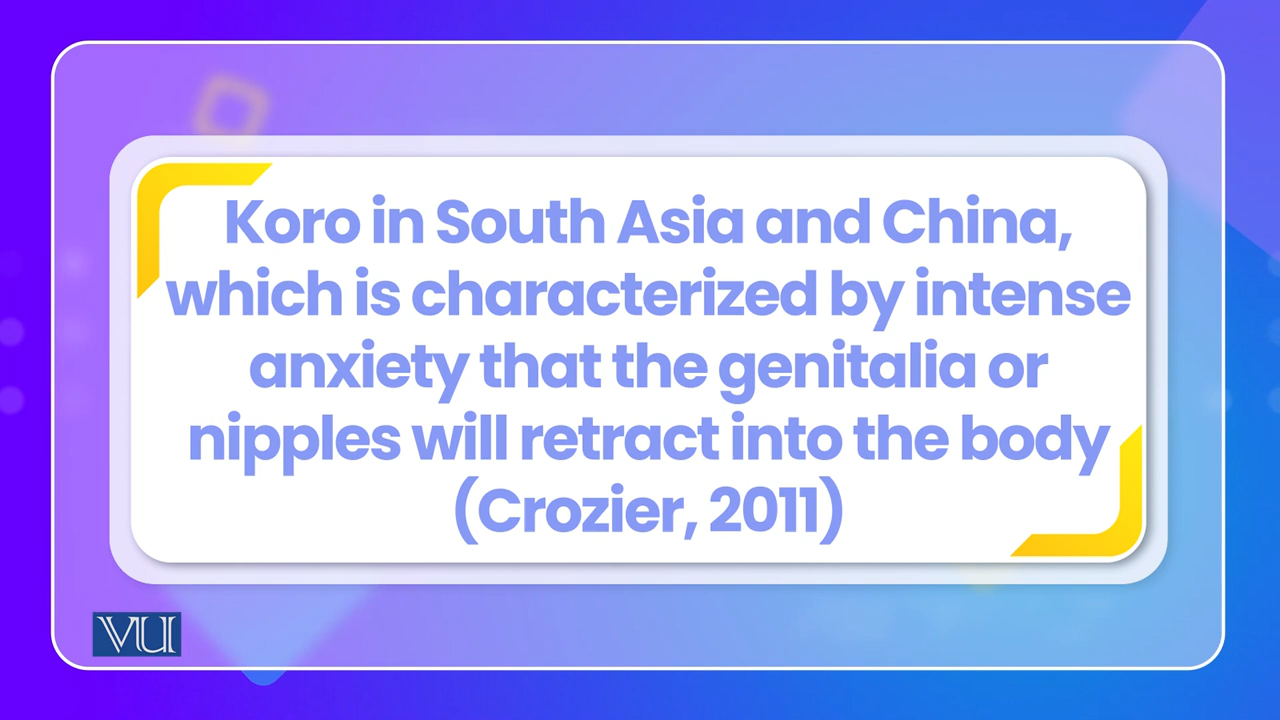 Koro in South Asia and China,
which is characterized by intense
anxiety that the genitalia or
nipples will retract into the body
(Crozier, 2011)
VU